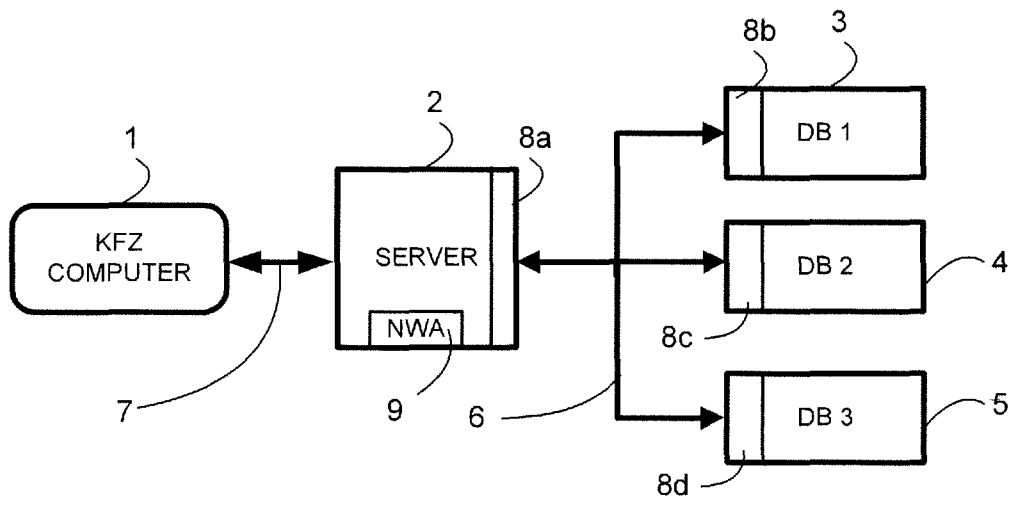 1
KFZ
COMPUTER
7
2
8a
SERVER
NWA
9
6
8b
3
DB 1
DB 2
4
8c
DB 3
5
8d